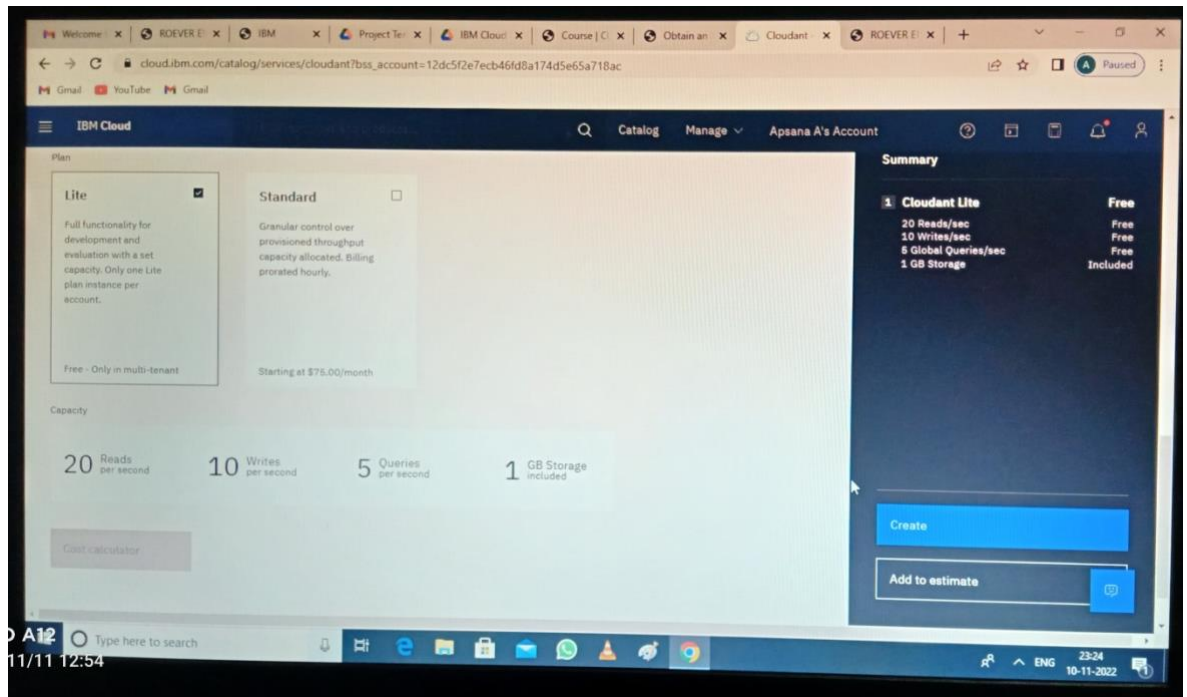 Welcome
ROEVER E
IBM
Project Te
IBM Cloud
Course | C
Obtain an
Cloudant
ROEVER E
cloud.ibm.com/catalog/services/cloudant?bss_account=12dc5f2e7ecb46fd8a174d5e65a718ac
A Paused
Gmail YouTube Gmail
IBM Cloud
Catalog Manage Apsana A's Account
Plan
Lite
Full functionality for
development and
evaluation with a set
capacity. Only one Lite
plan instance per
account.
Free - Only in multi-tenant
Standard
Granular control over
provisioned throughput
capacity allocated. Billing
prorated hourly.
Starting at $75.00/month
Capacity
20 Reads
per second
10 Writes
per second
5 Queries
per second
1 GB Storage
included
Cost calculator
Summary
1 Cloudant Lite Free
20 Reads/sec Free
10 Writes/sec Free
5 Global Queries/sec Free
1 GB Storage Included
Create
Add to estimate
Type here to search
ENG
23:24
10-11-2022
1
A12
11/11 12:54